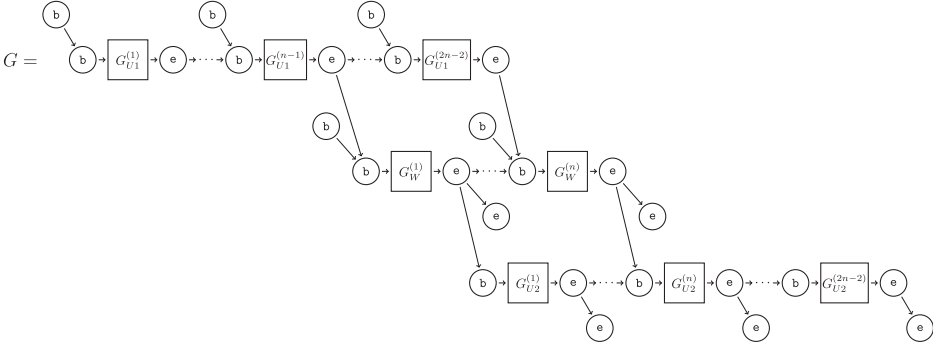 b b b
G = b G_{U1}^{(1)} e ····· b G_{U1}^{(n−1)} e ····· b G_{U1}^{(2n−2)} e
b b
b G_W^{(1)} e ····· b G_W^{(n)} e
e e
b G_{U2}^{(1)} e ····· b G_{U2}^{(n)} e ····· b G_{U2}^{(2n−2)} e
e e e